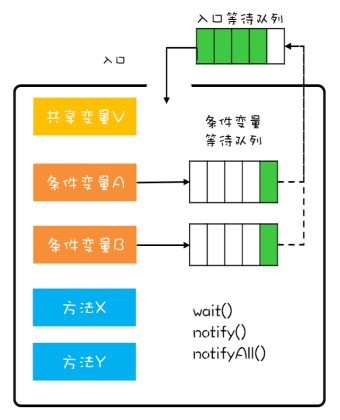 入口等待队列
入口
共享变量V
条件变量
等待队列
条件变量A
条件变量B
方法X
wait()
notify()
notifyAll()
方法Y